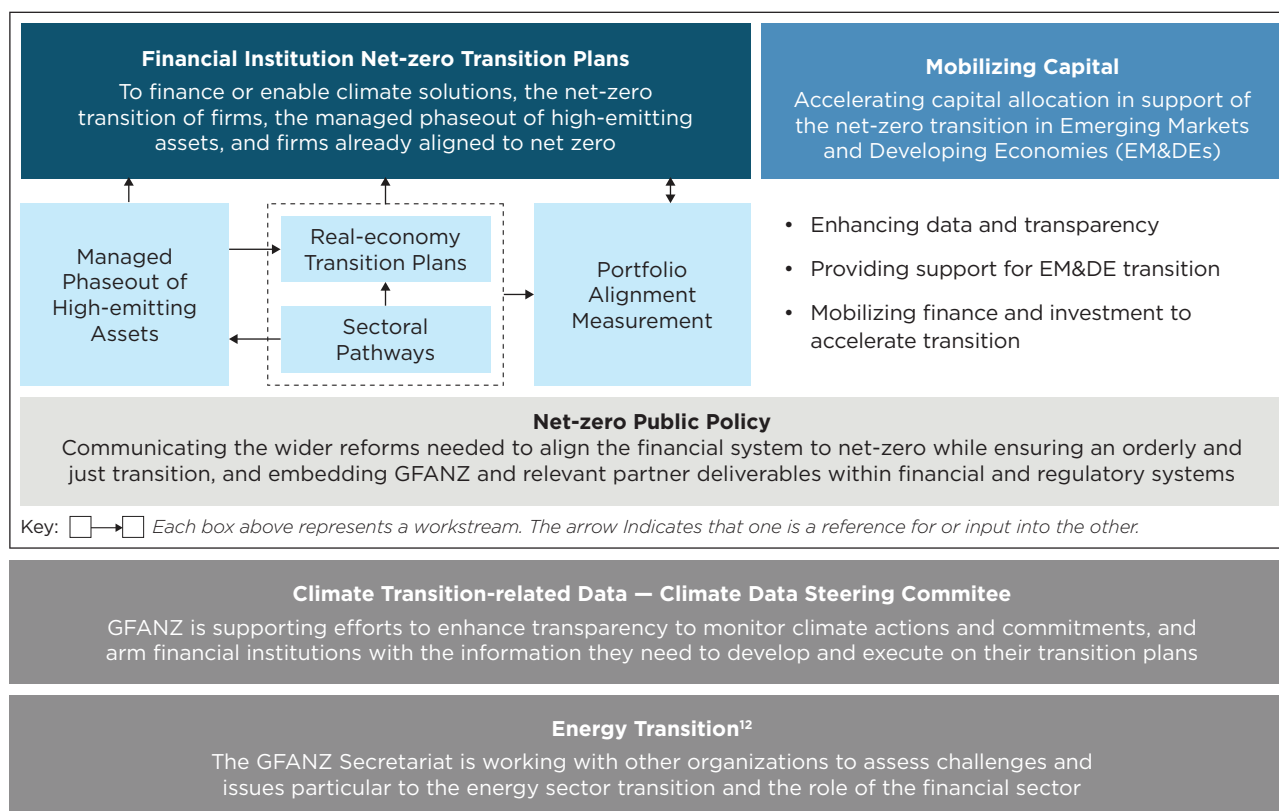 Financial Institution Net-zero Transition Plans
To finance or enable climate solutions, the net-zero
transition of firms, the managed phaseout of high-emitting
assets, and firms already aligned to net zero
Mobilizing Capital
Accelerating capital allocation in support of
the net-zero transition in Emerging Markets
and Developing Economies (EM&DEs)
Managed
Phaseout of
High-emitting
Assets
Real-economy
Transition Plans
Sectoral
Pathways
Portfolio
Alignment
Measurement
• Enhancing data and transparency
• Providing support for EM&DE transition
• Mobilizing finance and investment to
accelerate transition
Net-zero Public Policy
Communicating the wider reforms needed to align the financial system to net-zero while ensuring an orderly and
just transition, and embedding GFANZ and relevant partner deliverables within financial and regulatory systems
Key: Each box above represents a workstream. The arrow Indicates that one is a reference for or input into the other.
Climate Transition-related Data — Climate Data Steering Commitee
GFANZ is supporting efforts to enhance transparency to monitor climate actions and commitments, and
arm financial institutions with the information they need to develop and execute on their transition plans
Energy Transition¹²
The GFANZ Secretariat is working with other organizations to assess challenges and
issues particular to the energy sector transition and the role of the financial sector